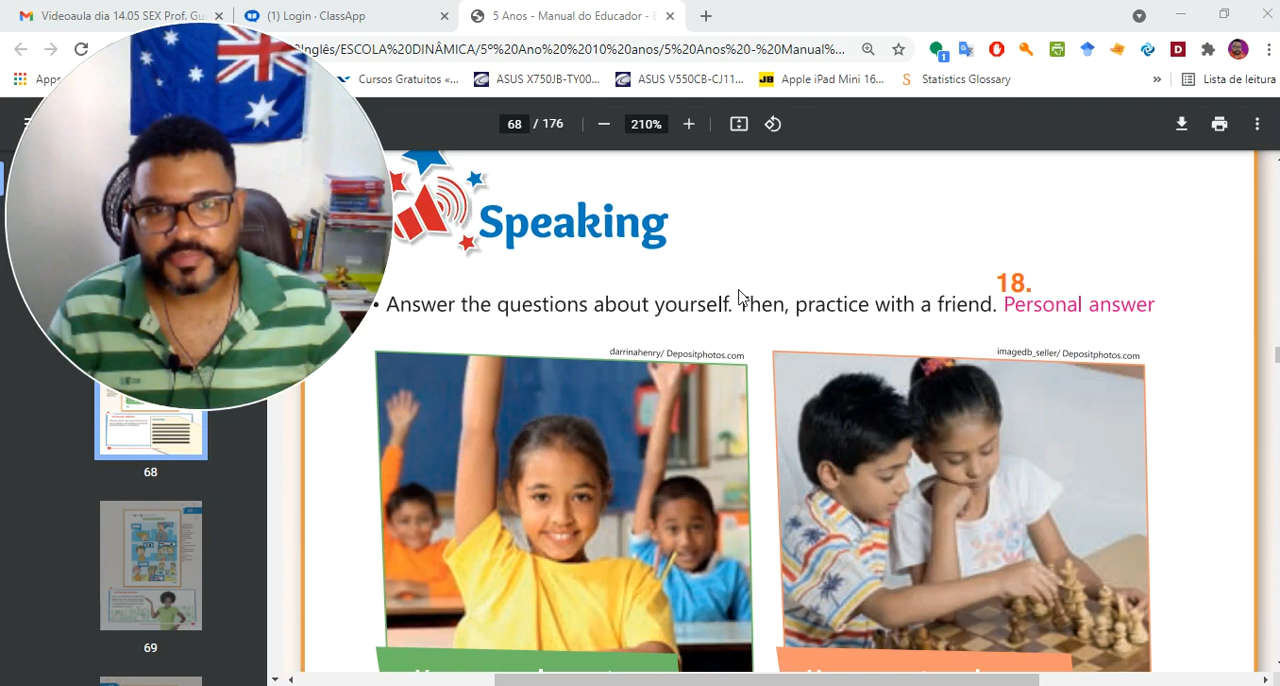 Videoaula dia 14.05 SEX Prof. Gu
(1) Login · ClassApp
5 Anos - Manual do Educador -
nglês/ESCOLA%20DINÂMICA/5º%20Ano%20%2010%20anos/5%20Anos%20-%20Manual%...
1
D
Apps
Cursos Gratuitos «...
ASUS X750JB-TY00...
ASUS V550CB-CJ11...
JB Apple iPad Mini 16...
S Statistics Glossary
»
Lista de leitura
68 / 176
210%
Speaking
18.
• Answer the questions about yourself. Then, practice with a friend. Personal answer
darrinahenry/ Depositphotos.com
imagedb_seller/ Depositphotos.com
68
69